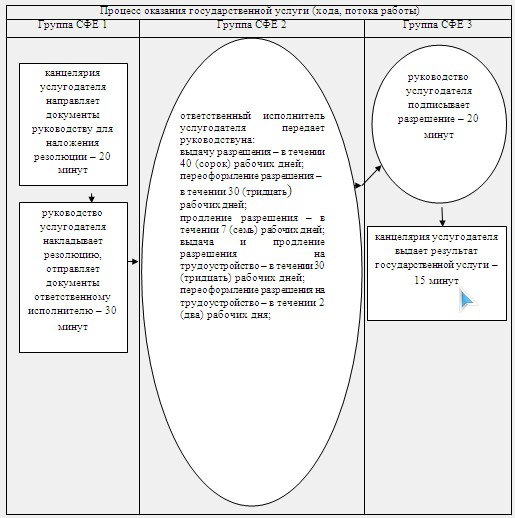 Процесс оказания государственной услуги (хода, потока работы)
Группа СФЕ 1
Группа СФЕ 2
Группа СФЕ 3
канцелярия
услугодателя
направляет
документы
руководству для
наложения
резолюции – 20
минут
руководство
услугодателя
накладывает
резолюцию,
отправляет
документы
ответственному
исполнителю – 30
минут
ответственный исполнитель
услугодателя передает
руководствуна:
выдачу разрешения – в течении
40 (сорок) рабочих дней;
переоформление разрешения –
в течении 30 (тридцать)
рабочих дней;
продление разрешения – в
течении 7 (семь) рабочих дней;
выдача и продление
разрешения на
трудоустройство – в течении 30
(тридцать) рабочих дней;
переоформление разрешения на
трудоустройство – в течении 2
(два) рабочих дня;
руководство
услугодателя
подписывает
разрешение – 20
минут
канцелярия услугодателя
выдает результат
государственной услуги –
15 минут